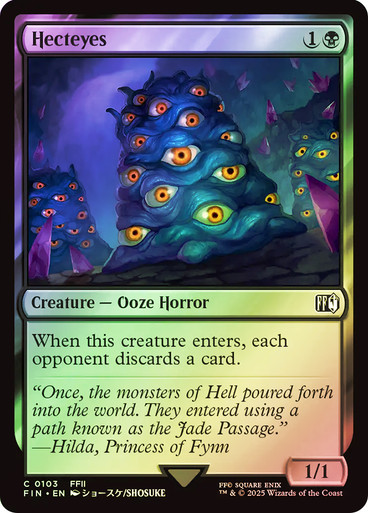 Hecteyes 1
Creature — Ooze Horror
When this creature enters, each
opponent discards a card.
“Once, the monsters of Hell poured forth
into the world. They entered using a
path known as the Jade Passage.”
—Hilda, Princess of Fynn
1/1
C 0103 FFII
FIN • EN ショースケ/SHOSUKE
FF© SQUARE ENIX
™ & © 2025 Wizards of the Coast